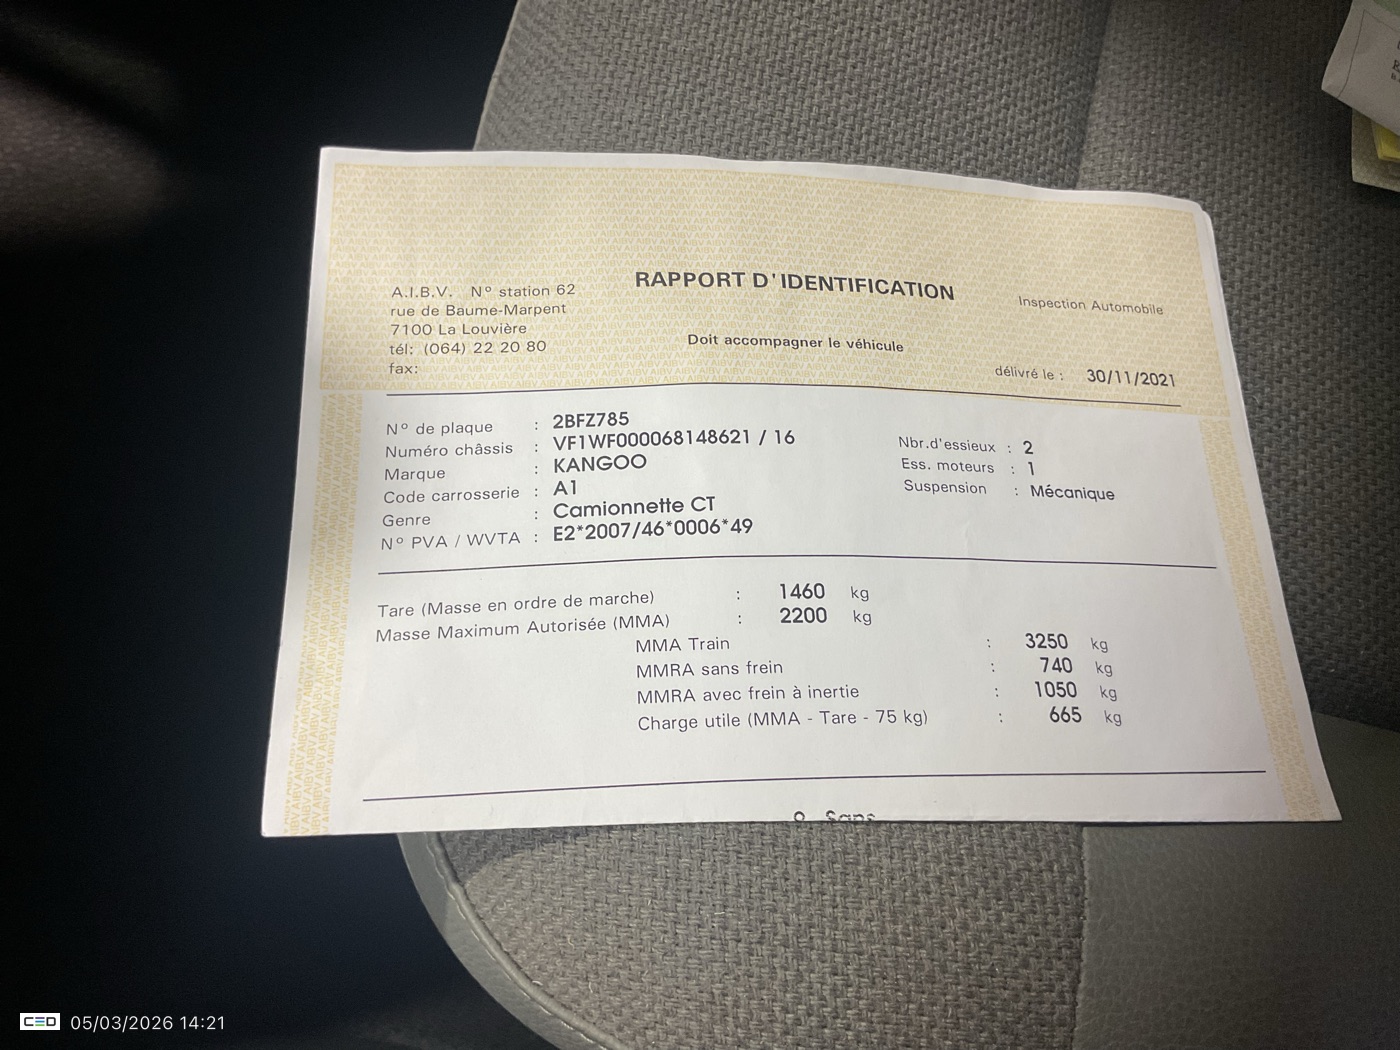 RAPPORT D'IDENTIFICATION
A.I.B.V. N° station 62
rue de Baume-Marpent
7100 La Louvière
tél: (064) 22 20 80
fax:
Inspection Automobile
Doit accompagner le véhicule
délivré le : 30/11/2021
N° de plaque : 2BFZ785
Numéro châssis : VF1WF000068148621 / 16
Marque : KANGOO
Code carrosserie : A1
Genre : Camionnette CT
N° PVA / WVTA : E2*2007/46*0006*49
Nbr.d'essieux : 2
Ess. moteurs : 1
Suspension : Mécanique
Tare (Masse en ordre de marche) : 1460 kg
Masse Maximum Autorisée (MMA) : 2200 kg
MMA Train : 3250 kg
MMRA sans frein : 740 kg
MMRA avec frein à inertie : 1050 kg
Charge utile (MMA - Tare - 75 kg) : 665 kg
CED 05/03/2026 14:21